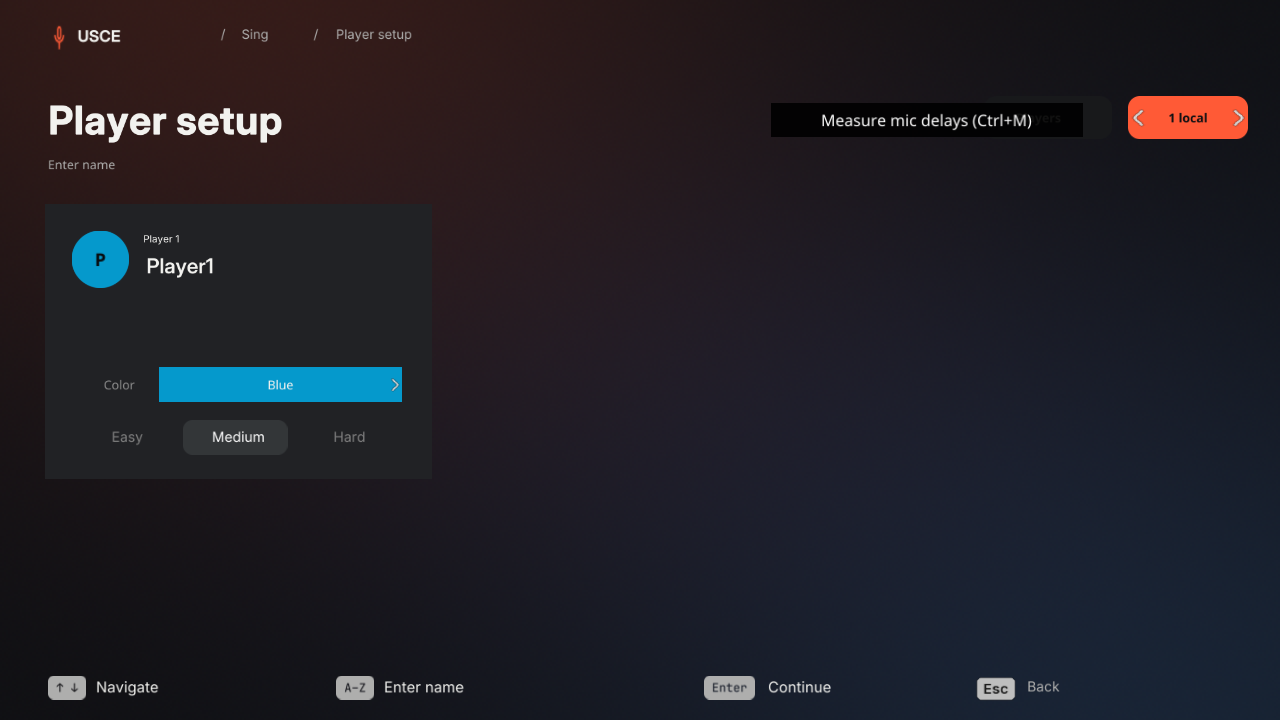 USCE / Sing / Player setup
Player setup
Measure mic delays (Ctrl+M)
1 local
Enter name
Player 1
P
Player1
Color
Blue
Easy
Medium
Hard
↑ ↓ Navigate
A-Z Enter name
Enter Continue
Esc Back